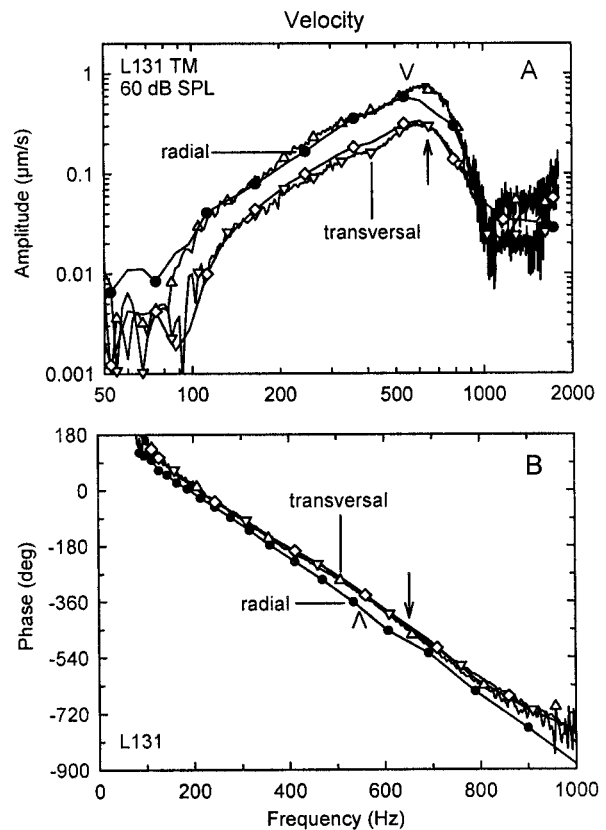 Velocity
L131 TM
60 dB SPL
V
A
radial
transversal
Amplitude (μm/s)
1
0.1
0.01
0.001
50 100 200 500 1000 2000
B
transversal
radial
Λ
L131
Phase (deg)
180
0
-180
-360
-540
-720
-900
0 200 400 600 800 1000
Frequency (Hz)